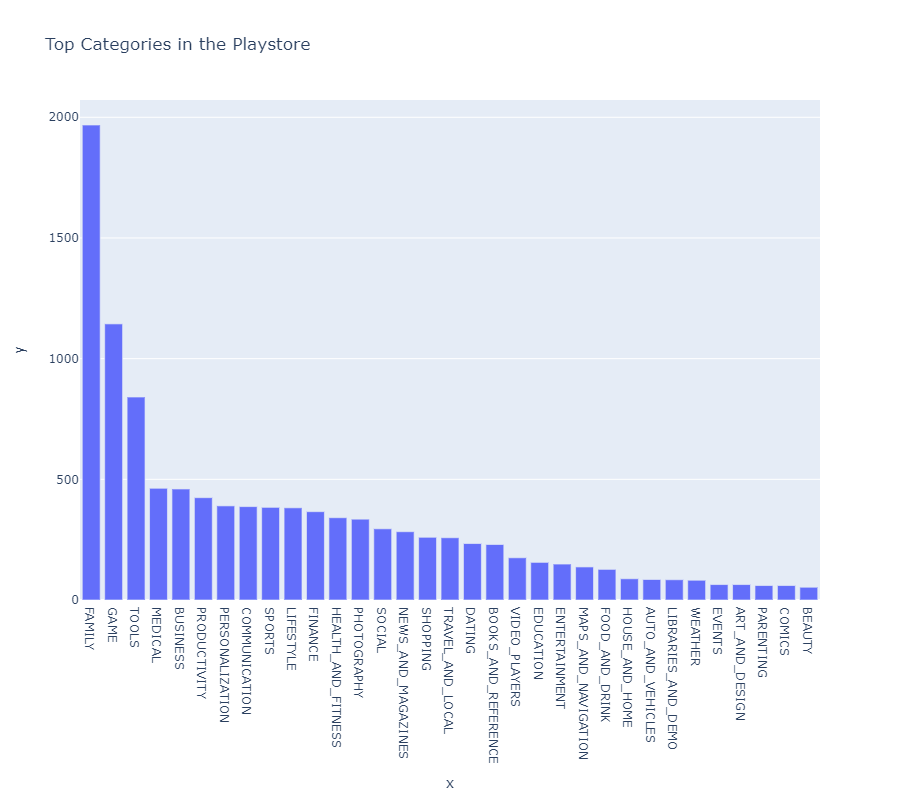 Top Categories in the Playstore
2000
1500
1000
500
0
y
FAMILY
GAME
TOOLS
MEDICAL
BUSINESS
PRODUCTIVITY
PERSONALIZATION
COMMUNICATION
SPORTS
LIFESTYLE
FINANCE
HEALTH_AND_FITNESS
PHOTOGRAPHY
SOCIAL
NEWS_AND_MAGAZINES
SHOPPING
TRAVEL_AND_LOCAL
DATING
BOOKS_AND_REFERENCE
VIDEO_PLAYERS
EDUCATION
ENTERTAINMENT
MAPS_AND_NAVIGATION
FOOD_AND_DRINK
HOUSE_AND_HOME
AUTO_AND_VEHICLES
LIBRARIES_AND_DEMO
WEATHER
EVENTS
ART_AND_DESIGN
PARENTING
COMICS
BEAUTY
x